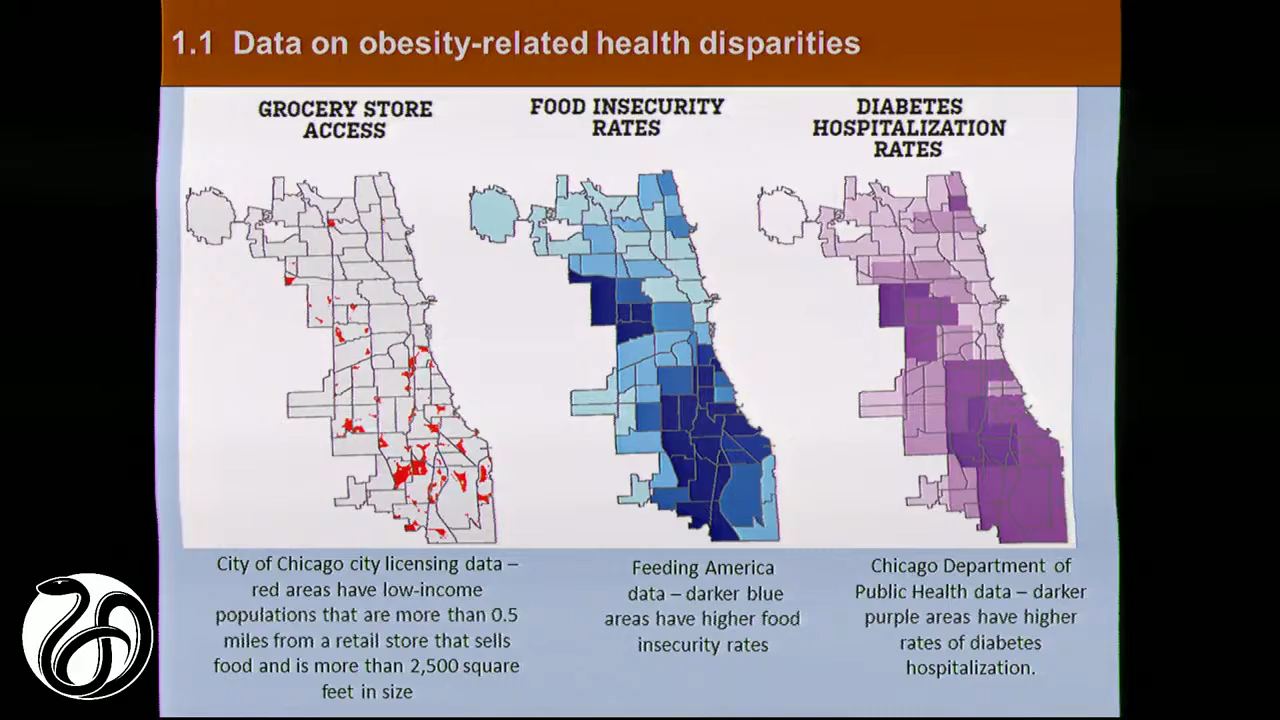 1.1 Data on obesity-related health disparities
GROCERY STORE
ACCESS
FOOD INSECURITY
RATES
DIABETES
HOSPITALIZATION
RATES
City of Chicago city licensing data –
red areas have low-income
populations that are more than 0.5
miles from a retail store that sells
food and is more than 2,500 square
feet in size
Feeding America
data – darker blue
areas have higher food
insecurity rates
Chicago Department of
Public Health data – darker
purple areas have higher
rates of diabetes
hospitalization.